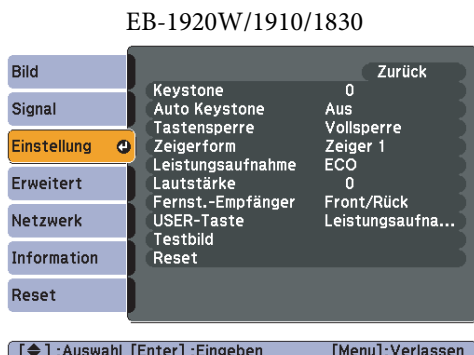 EB-1920W/1910/1830
Bild
Signal
Einstellung
Erweitert
Netzwerk
Information
Reset
Zurück
Keystone 0
Auto Keystone Aus
Tastensperre Vollsperre
Zeigerform Zeiger 1
Leistungsaufnahme ECO
Lautstärke 0
Fernst.-Empfänger Front/Rück
USER-Taste Leistungsaufna...
Testbild
Reset
[ ] :Auswahl [Enter] :Eingeben [Menu]:Verlassen